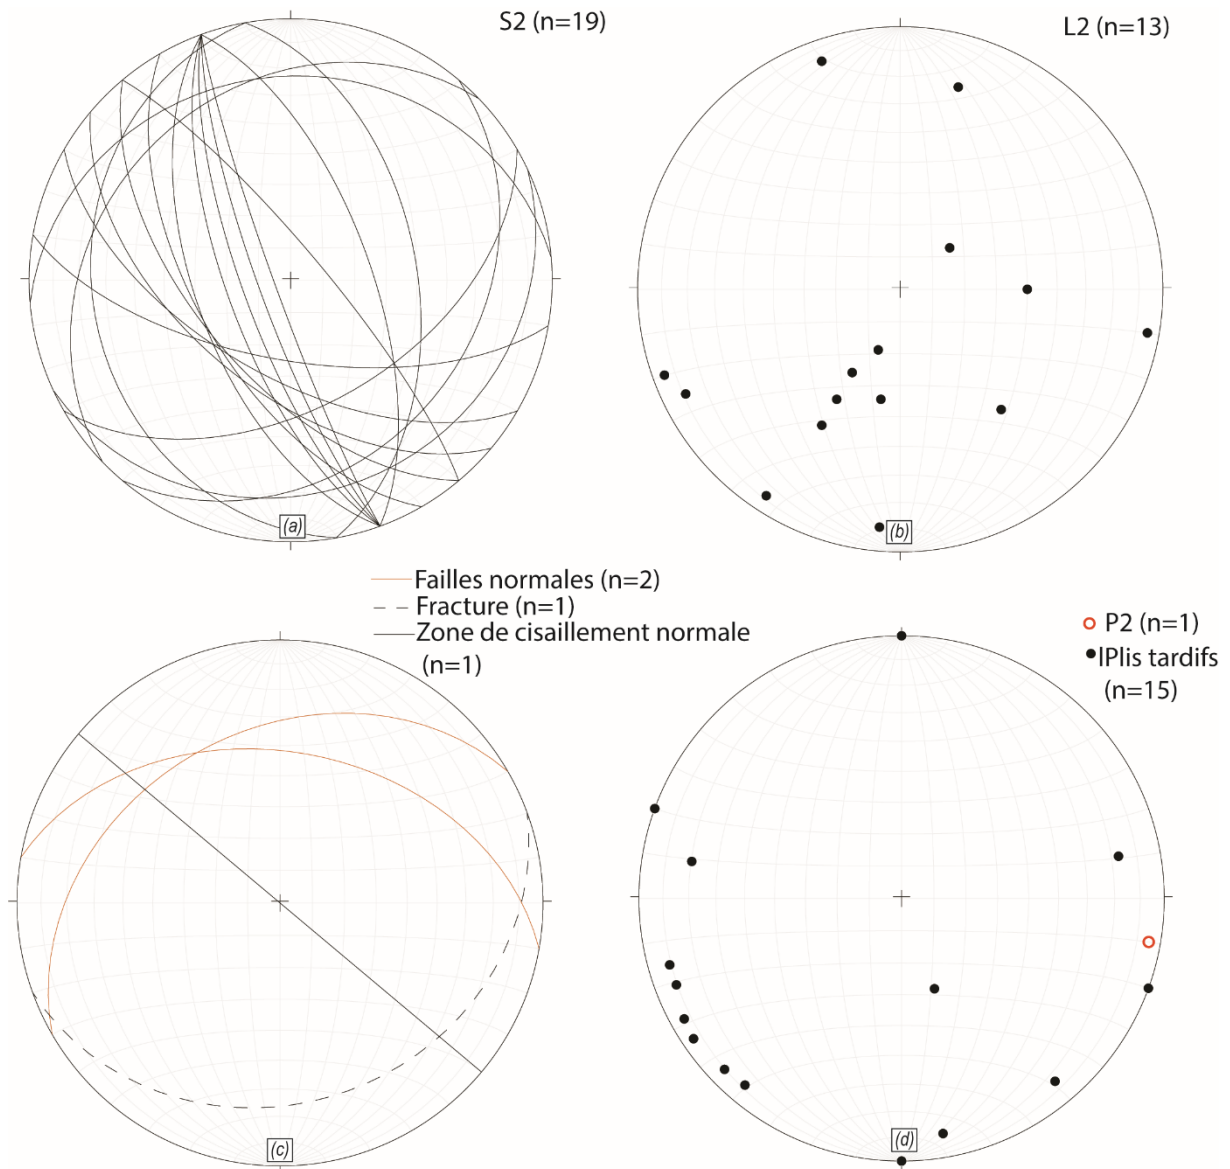 S2 (n=19)
L2 (n=13)
(a)
(b)
Failles normales (n=2)
Fracture (n=1)
Zone de cisaillement normale
(n=1)
P2 (n=1)
lPlis tardifs
(n=15)
(c)
(d)